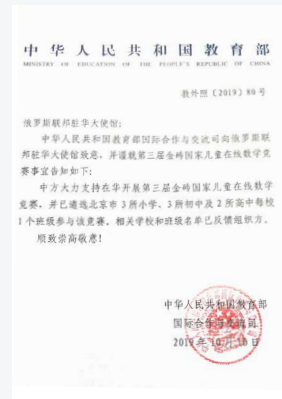 中华人民共和国教育部
MINISTRY OF EDUCATION OF THE PEOPLE'S REPUBLIC OF CHINA
教外照〔2019〕80号
俄罗斯联邦驻华大使馆：
中华人民共和国教育部国际合作与交流司向俄罗斯联
邦驻华大使馆致意，并谨就第三届金砖国家儿童在线数学竞
赛事宜告知如下：
中方大力支持在华开展第三届金砖国家儿童在线数学
竞赛，并已遴选北京市3所小学、3所初中及2所高中每校
1个班级参与该竞赛。相关学校和班级名单已反馈组织方。
顺致崇高敬意！
中华人民共和国教育部
国际合作与交流司
2019年10月10日